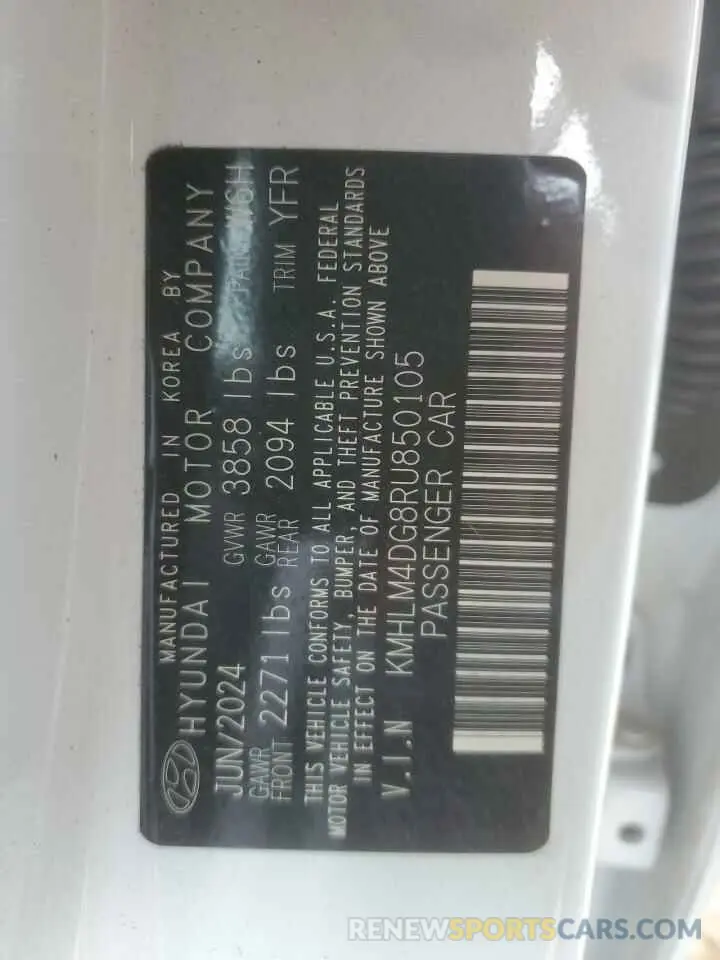 MANUFACTURED IN KOREA BY
HYUNDAI MOTOR COMPANY
JUN/2024 GVWR 3858 lbs PAINT W6H
GAWR FRONT 2271 lbs GAWR REAR 2094 lbs TRIM YFR
THIS VEHICLE CONFORMS TO ALL APPLICABLE U.S.A. FEDERAL
MOTOR VEHICLE SAFETY, BUMPER, AND THEFT PREVENTION STANDARDS
IN EFFECT ON THE DATE OF MANUFACTURE SHOWN ABOVE
V.I.N KMHLM4DG8RU850105
PASSENGER CAR
RENEWSPORTSCARS.COM